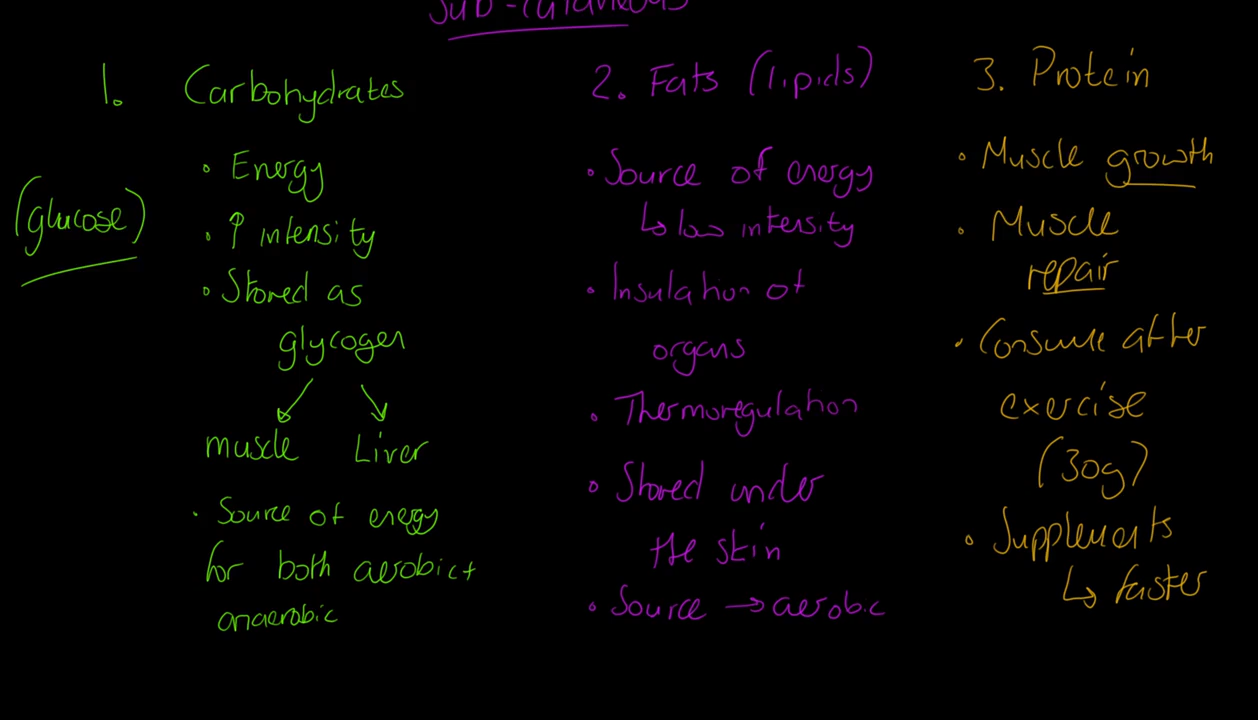 Sub-cutaneous
1. Carbohydrates
(glucose)
• Energy
• ↑ intensity
• Stored as
glycogen
muscle Liver
• Source of energy
for both aerobic +
anaerobic
2. Fats (lipids)
• Source of energy
↳ low intensity
• Insulation of
organs
• Thermoregulation
• Stored under
the skin
• Source → aerobic
3. Protein
• Muscle growth
• Muscle
repair
• Consume after
exercise
(30g)
• Supplements
↳ faster